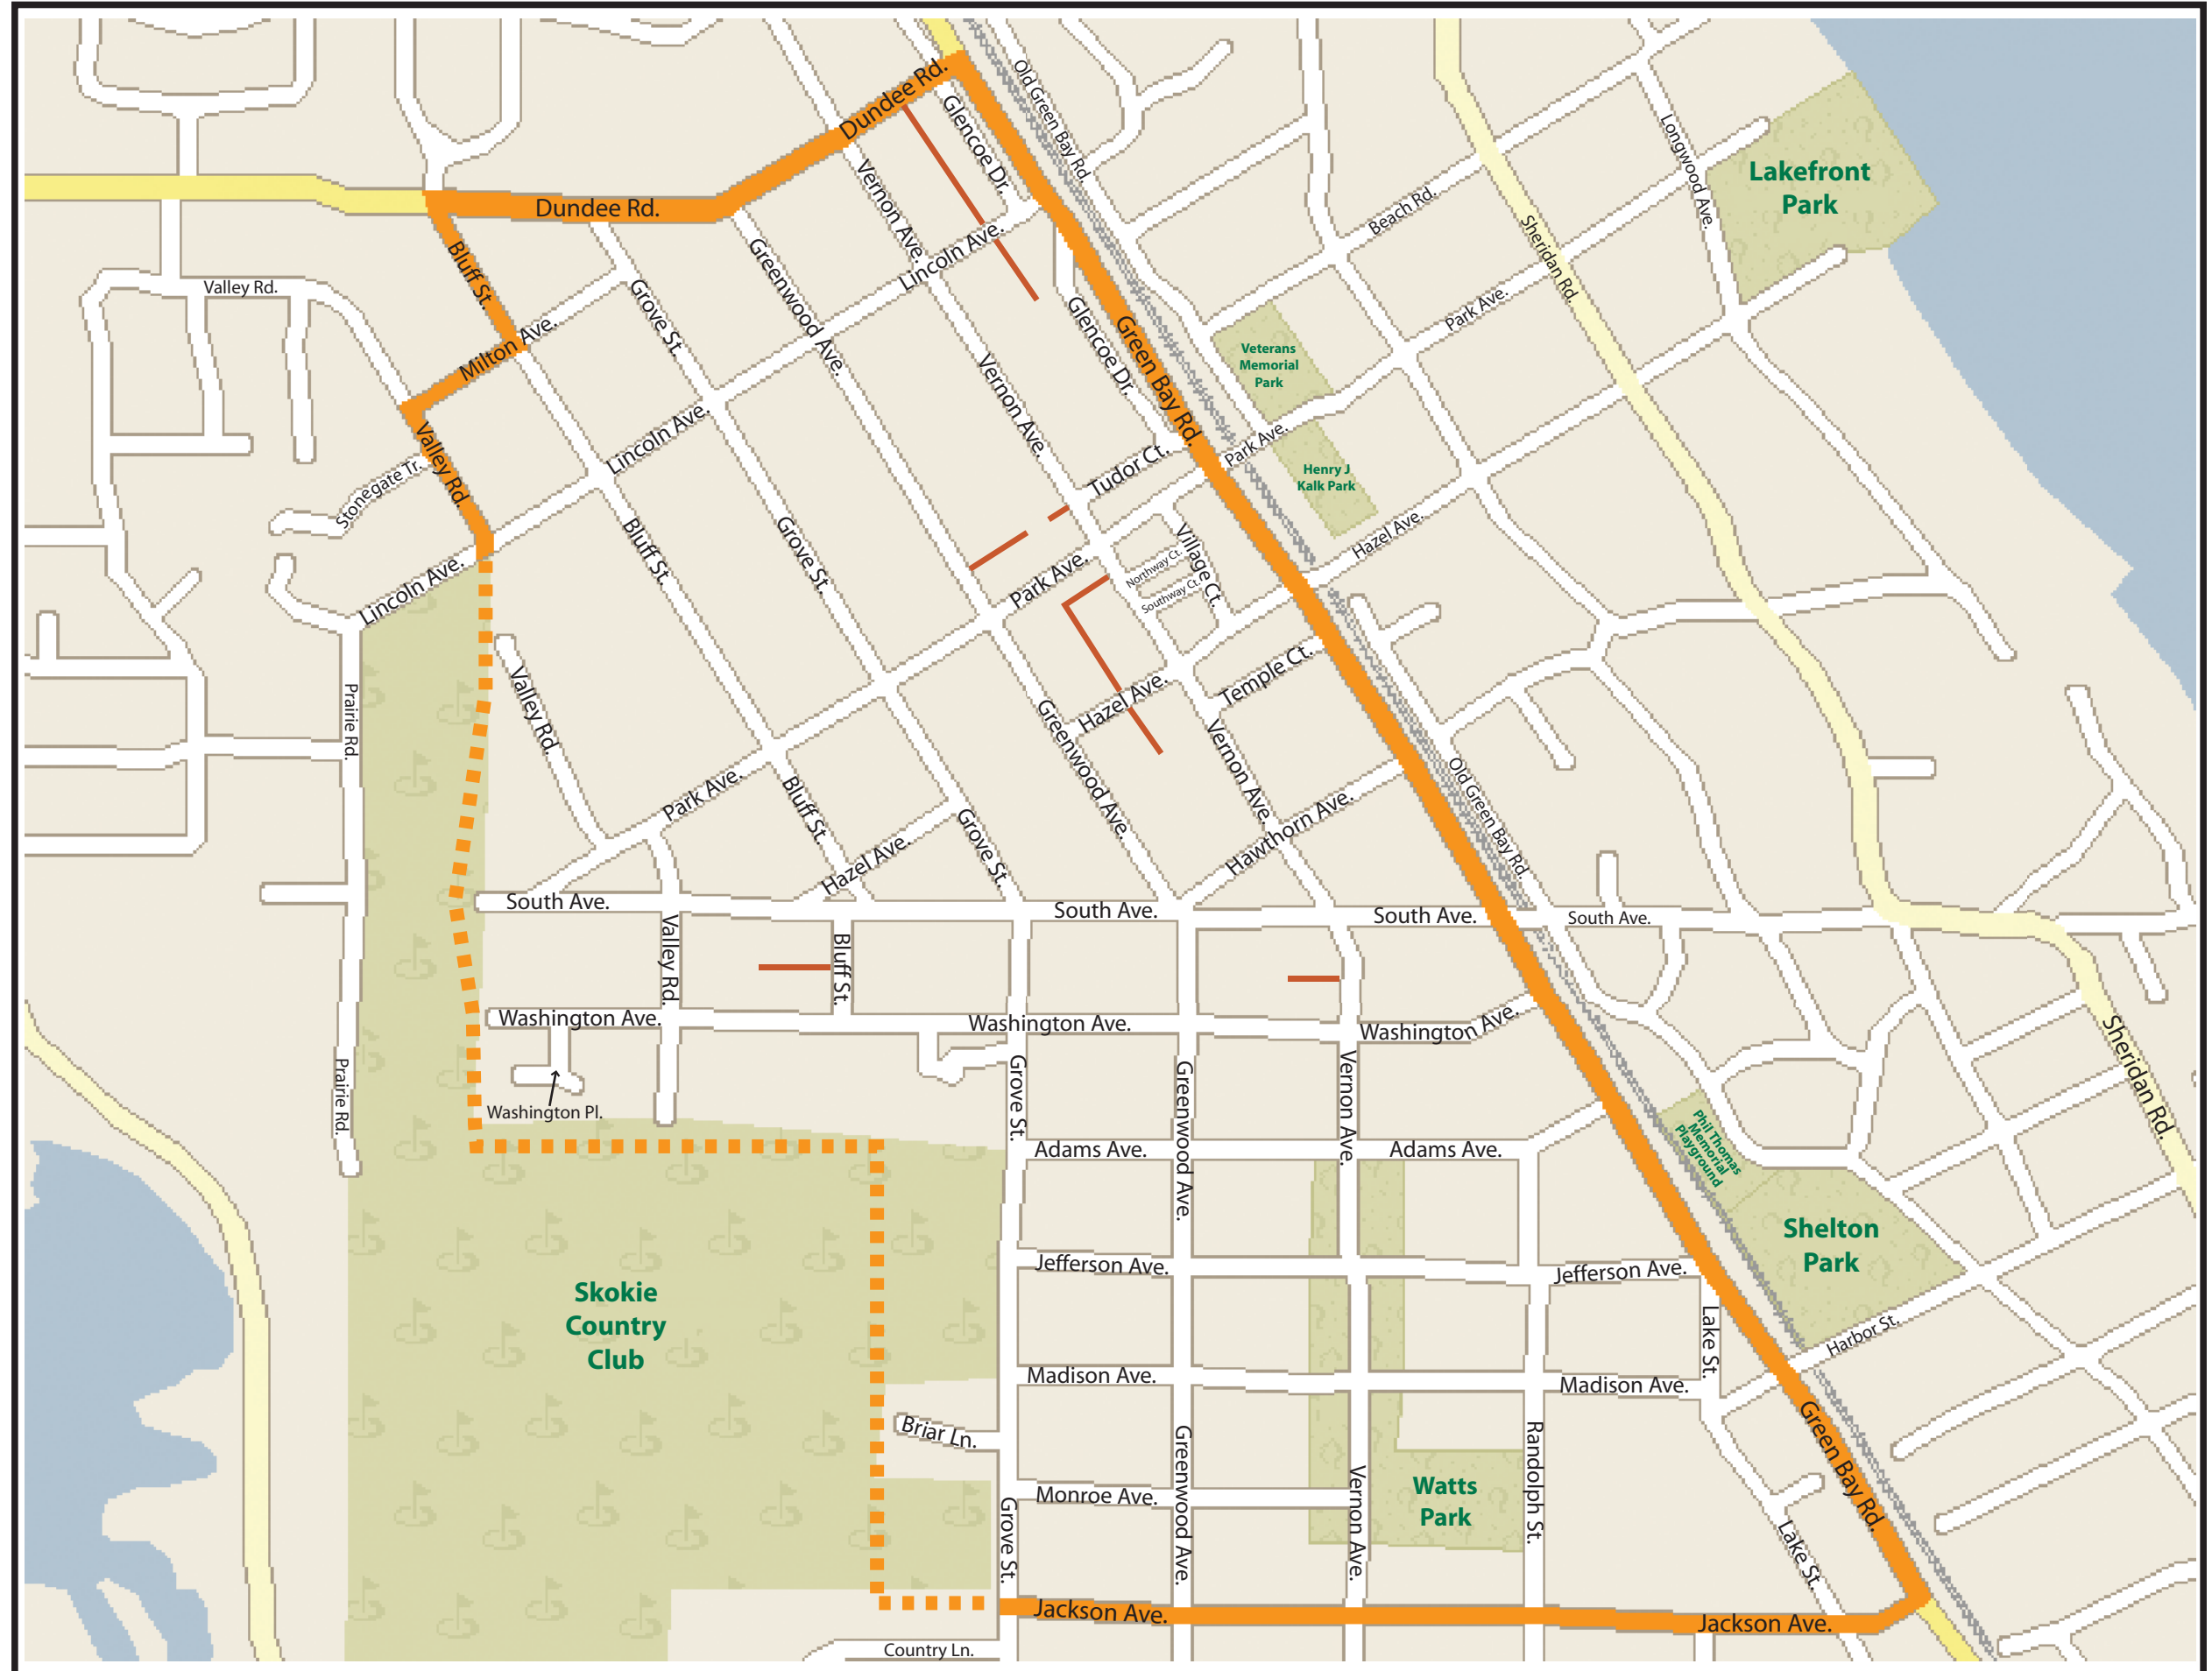 Dundee Rd.
Old Green Bay Rd.
Glencoe Dr.
Longwood Ave.
Lakefront
Park
Vernon Ave.
Dundee Rd.
Beach Rd.
Sheridan Rd.
Bluff St.
Lincoln Ave.
Greenwood Ave.
Valley Rd.
Grove St.
Park Ave.
Glencoe Dr.
Green Bay Rd.
Milton Ave.
Veterans
Memorial
Park
Vernon Ave.
Lincoln Ave.
Valley Rd.
Park Ave.
Tudor Ct.
Stonegate Tr.
Henry J
Kalk Park
Bluff St.
Grove St.
Village Ct.
Hazel Ave.
Northway Ct.
Southway Ct.
Park Ave.
Lincoln Ave.
Prairie Rd.
Valley Rd.
Temple Ct.
Hazel Ave.
Greenwood Ave.
Vernon Ave.
Park Ave.
Bluff St.
Old Green Bay Rd.
Hawthorn Ave.
Grove St.
Hazel Ave.
South Ave.
South Ave.
South Ave.
South Ave.
Valley Rd.
Bluff St.
Washington Ave.
Washington Ave.
Washington Ave.
Sheridan Rd.
Prairie Rd.
Washington Pl.
Grove St.
Greenwood Ave.
Vernon Ave.
Phil Thomas
Memorial
Playground
Adams Ave.
Adams Ave.
Shelton
Park
Jefferson Ave.
Jefferson Ave.
Skokie
Country
Club
Lake St.
Harbor St.
Madison Ave.
Madison Ave.
Briar Ln.
Greenwood Ave.
Randolph St.
Green Bay Rd.
Watts
Park
Monroe Ave.
Grove St.
Vernon Ave.
Lake St.
Jackson Ave.
Jackson Ave.
Country Ln.